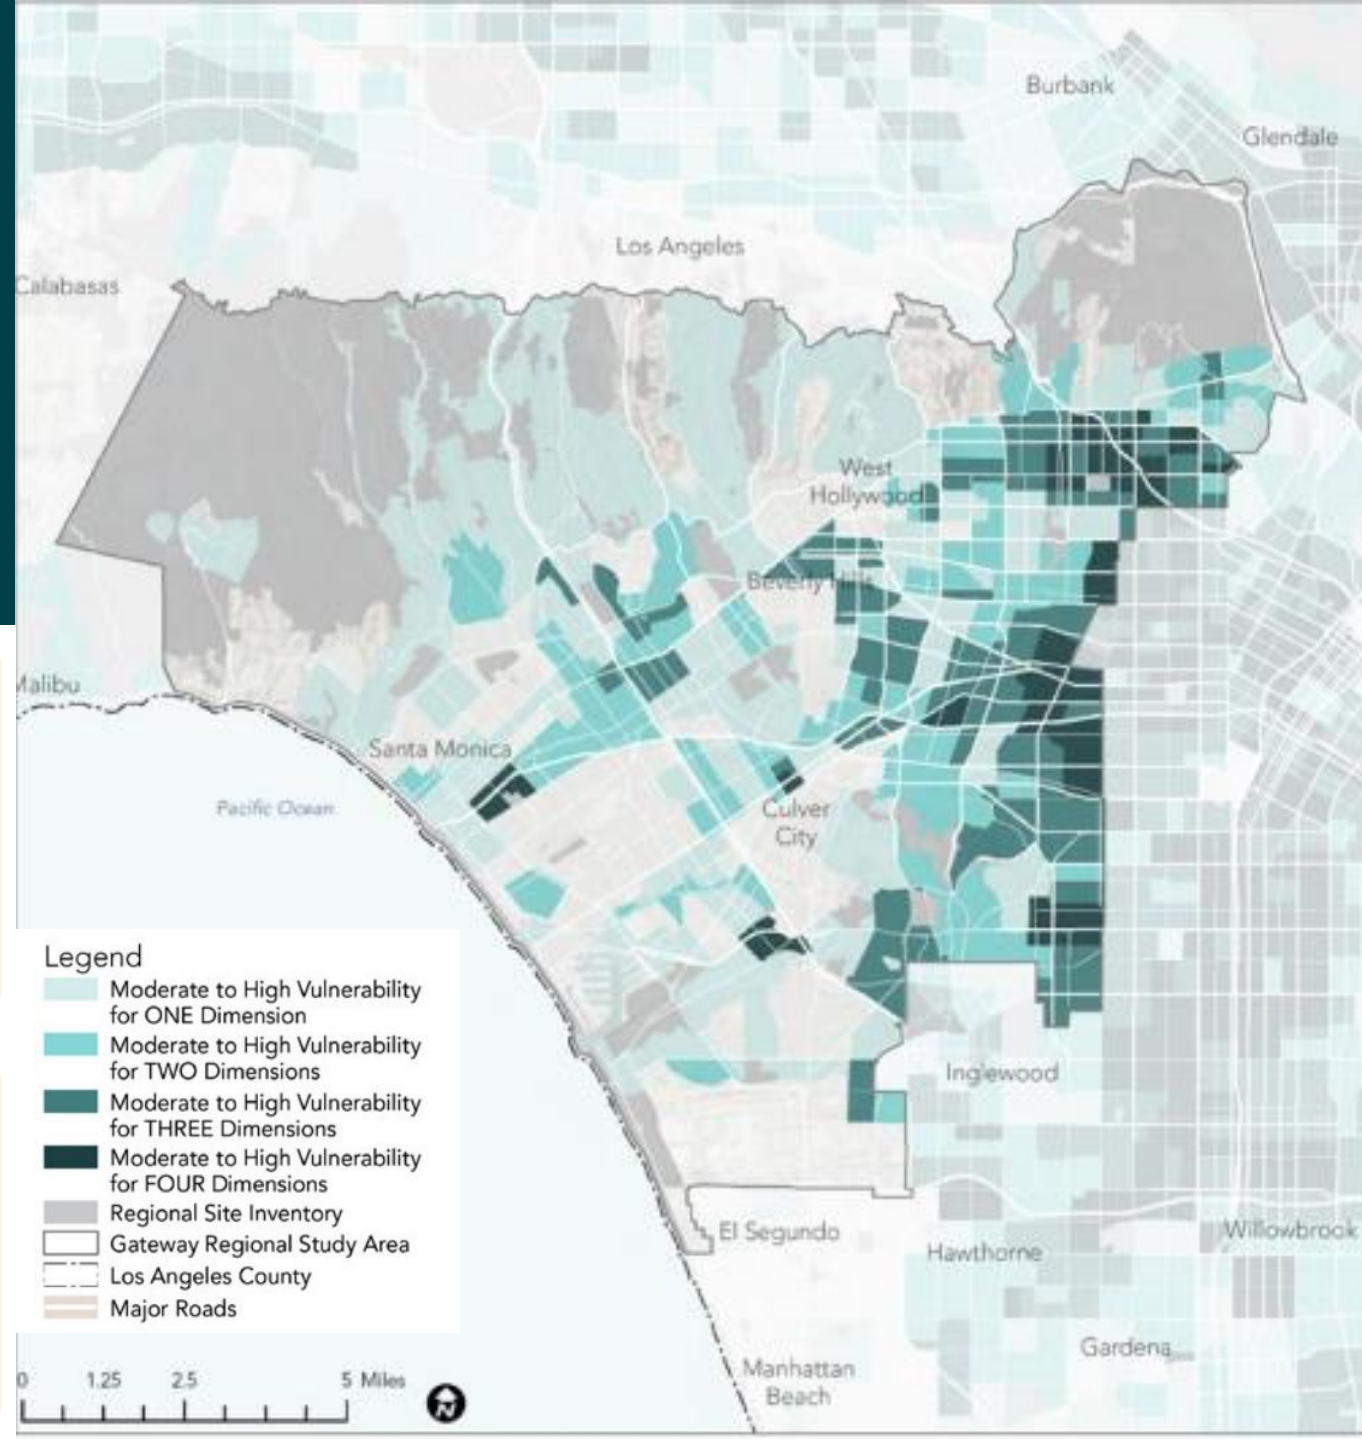 Burbank
Glendale
Los Angeles
Calabasas
West
Hollywood
Beverly Hills
Malibu
Santa Monica
Pacific Ocean
Culver
City
Legend
Moderate to High Vulnerability
for ONE Dimension
Moderate to High Vulnerability
for TWO Dimensions
Moderate to High Vulnerability
for THREE Dimensions
Moderate to High Vulnerability
for FOUR Dimensions
Regional Site Inventory
Gateway Regional Study Area
Los Angeles County
Major Roads
Inglewood
El Segundo
Hawthorne
Willowbrook
Gardena
Manhattan
Beach
0 1.25 2.5 5 Miles
N